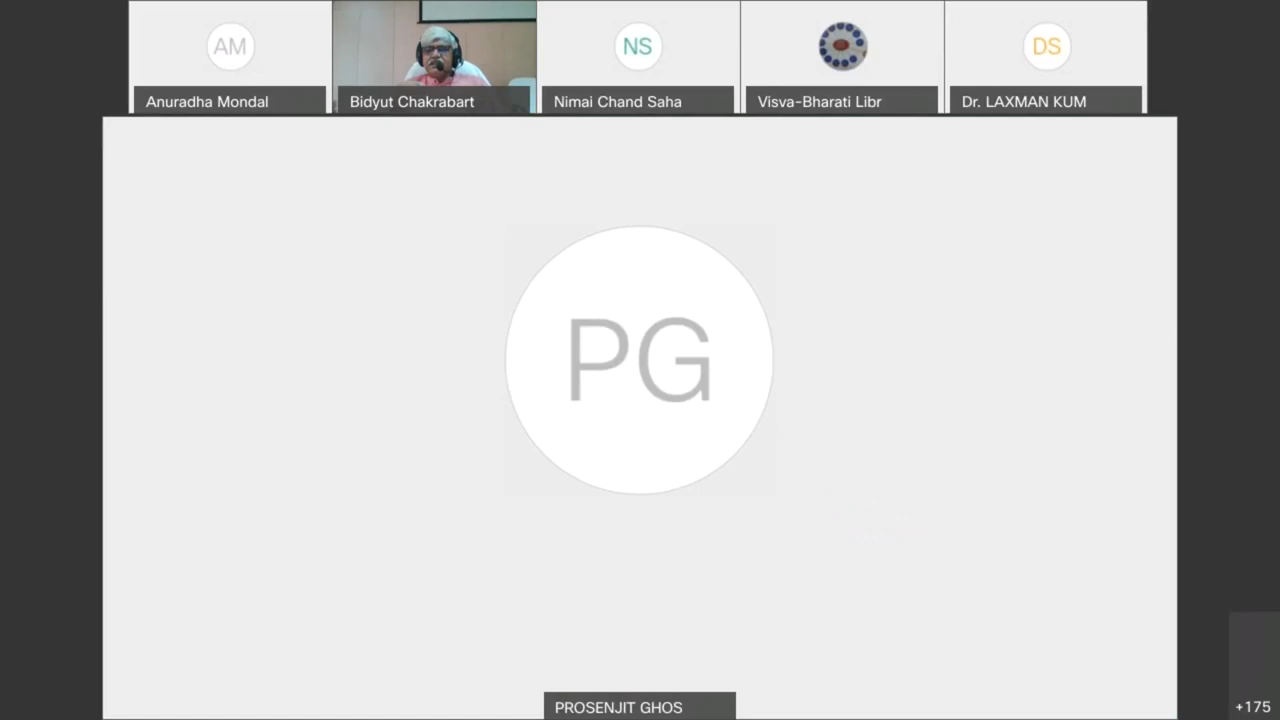 AM
NS
DS
Anuradha Mondal
Bidyut Chakrabart
Nimai Chand Saha
Visva-Bharati Libr
Dr. LAXMAN KUM
PG
PROSENJIT GHOS
+175